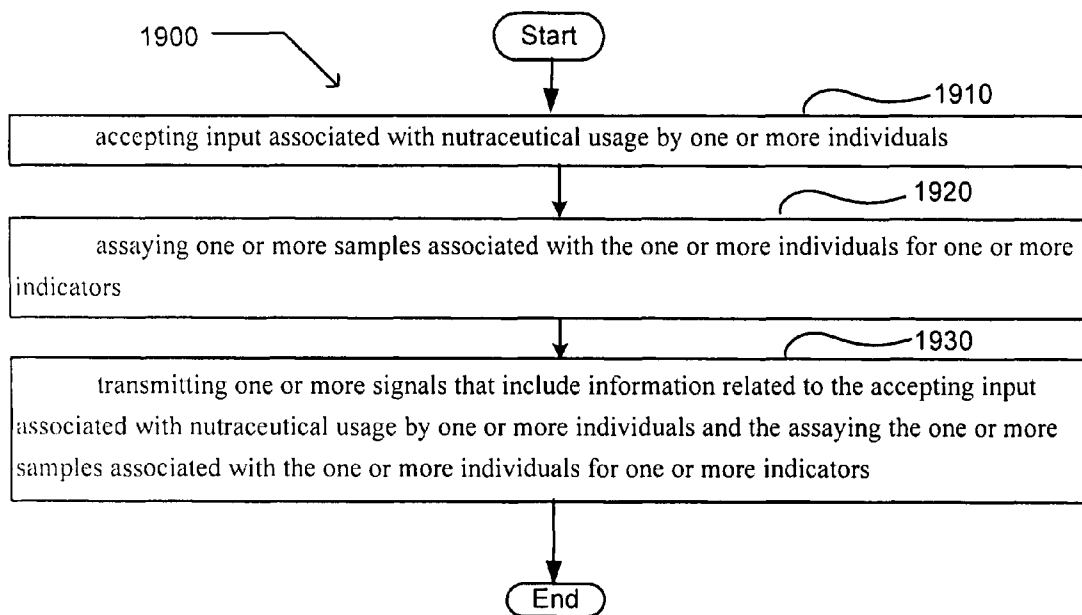 1900
Start
1910
accepting input associated with nutraceutical usage by one or more individuals
1920
assaying one or more samples associated with the one or more individuals for one or more
indicators
1930
transmitting one or more signals that include information related to the accepting input
associated with nutraceutical usage by one or more individuals and the assaying the one or more
samples associated with the one or more individuals for one or more indicators
End